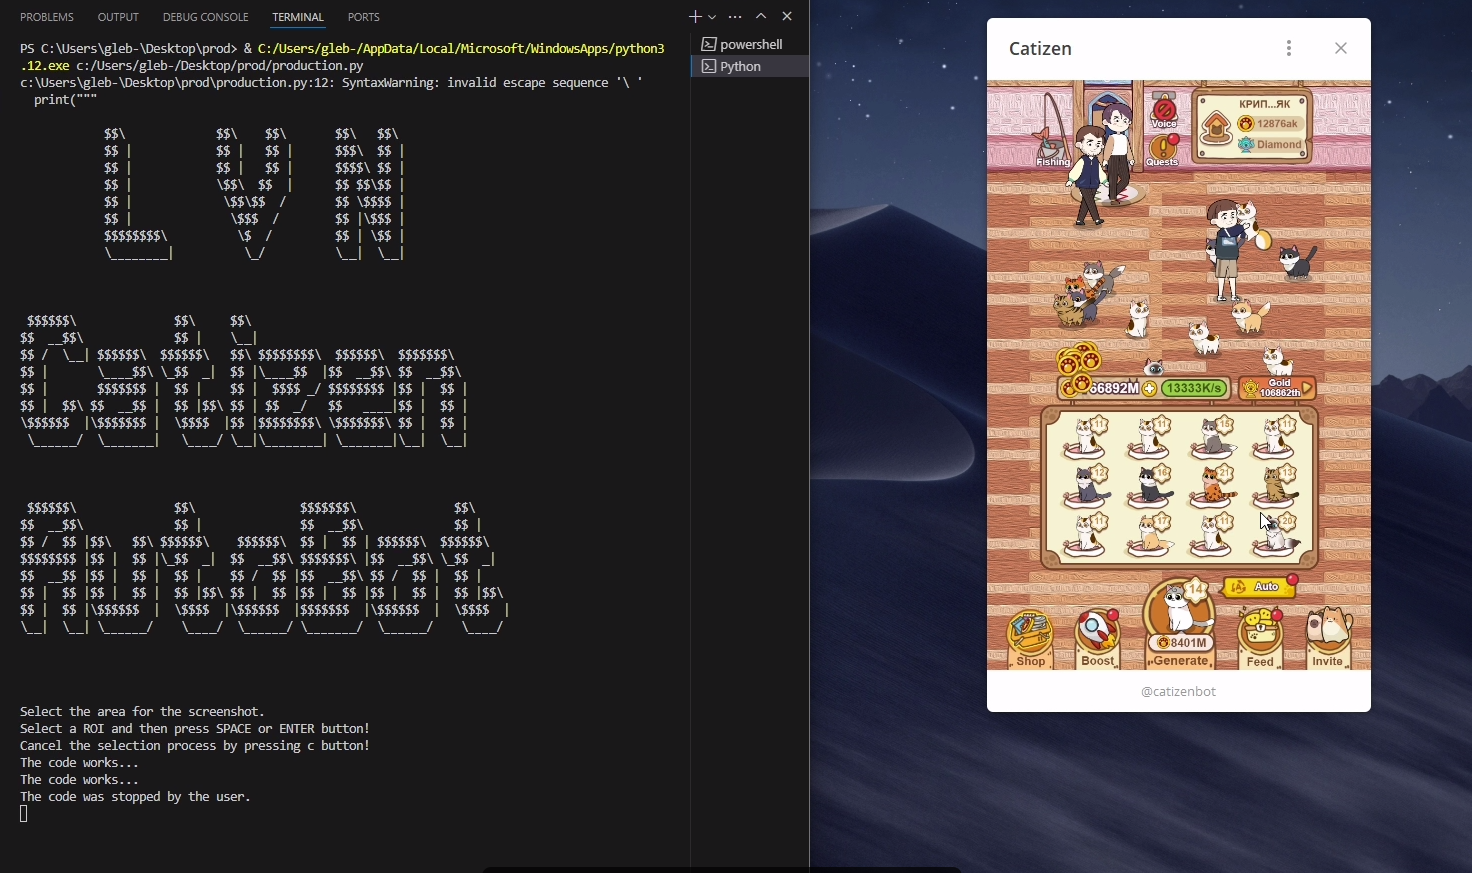 PROBLEMS OUTPUT DEBUG CONSOLE TERMINAL PORTS
PS C:\Users\gleb-\Desktop\prod> & C:/Users/gleb-/AppData/Local/Microsoft/WindowsApps/python3
.12.exe c:/Users/gleb-/Desktop/prod/production.py
c:\Users\gleb-\Desktop\prod\production.py:12: SyntaxWarning: invalid escape sequence '\ '
print("""
LVN
Catizen
AutoBot
Select the area for the screenshot.
Select a ROI and then press SPACE or ENTER button!
Cancel the selection process by pressing c button!
The code works...
The code works...
The code was stopped by the user.
powershell
Python
Catizen
Fishing
Voice
Quests
КРИП...ЯК
12876ak
Diamond
66892M
13333K/s
Gold
106862th
11 11 15 11
12 16 21 13
11 17 11 20
14
Auto
8401M
Shop Boost Generate Feed Invite
@catizenbot